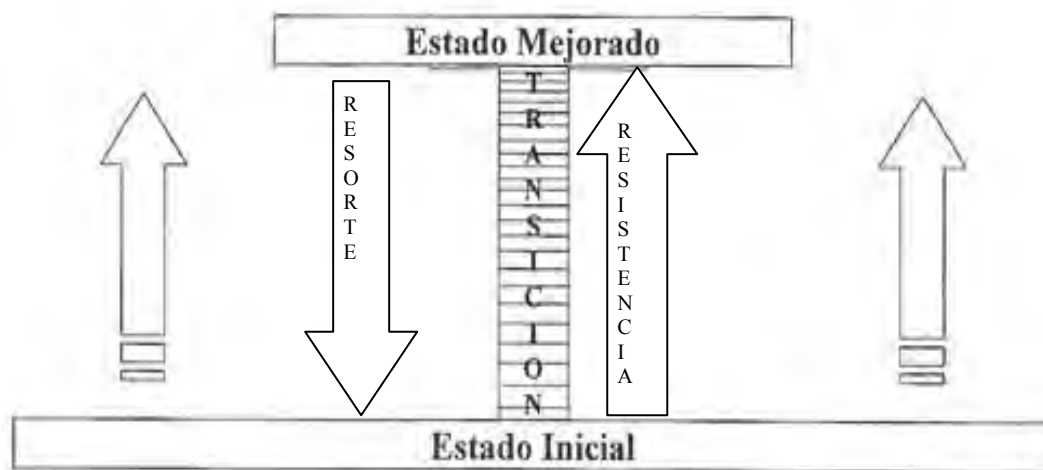 Estado Mejorado
RESORTE
TRANSICION
RESISTENCIA
Estado Inicial